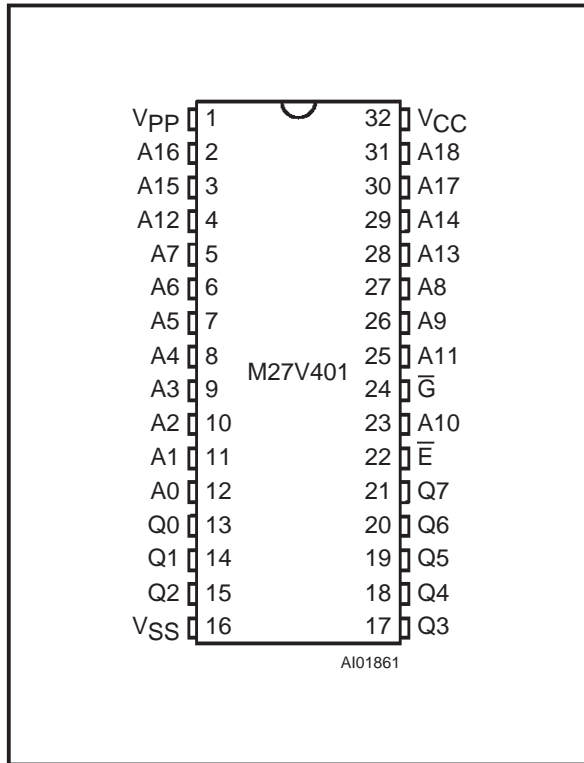 VPP 1 32 VCC
A16 2 31 A18
A15 3 30 A17
A12 4 29 A14
A7 5 28 A13
A6 6 27 A8
A5 7 26 A9
A4 8 25 A11
M27V401
A3 9 24 G̅
A2 10 23 A10
A1 11 22 E̅
A0 12 21 Q7
Q0 13 20 Q6
Q1 14 19 Q5
Q2 15 18 Q4
VSS 16 17 Q3
AI01861